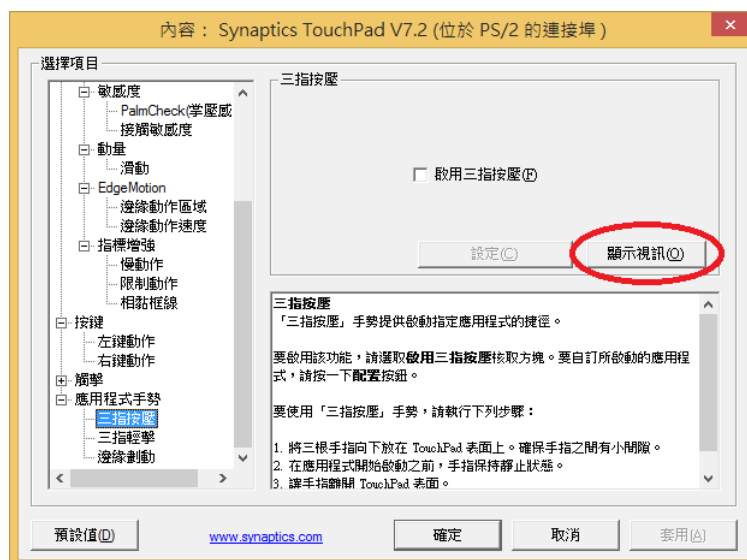 內容： Synaptics TouchPad V7.2 (位於 PS/2 的連接埠)
選擇項目
敏感度
PalmCheck(掌壓感
接觸敏感度
動量
滑動
EdgeMotion
邊緣動作區域
邊緣動作速度
指標增強
慢動作
限制動作
相黏框線
按鍵
左鍵動作
右鍵動作
觸擊
應用程式手勢
三指按壓
三指輕擊
邊緣劃動
三指按壓
啟用三指按壓(F)
設定(C)
顯示視訊(O)
三指按壓
「三指按壓」手勢提供啟動指定應用程式的捷徑。
要啟用該功能，請選取啟用三指按壓核取方塊。要自訂所啟動的應用程
式，請按一下配置按鈕。
要使用「三指按壓」手勢，請執行下列步驟：
1. 將三根手指向下放在 TouchPad 表面上。確保手指之間有小間隙。
2. 在應用程式開始啟動之前，手指保持靜止狀態。
3. 讓手指離開 TouchPad 表面。
預設值(D)
www.synaptics.com
確定
取消
套用(A)